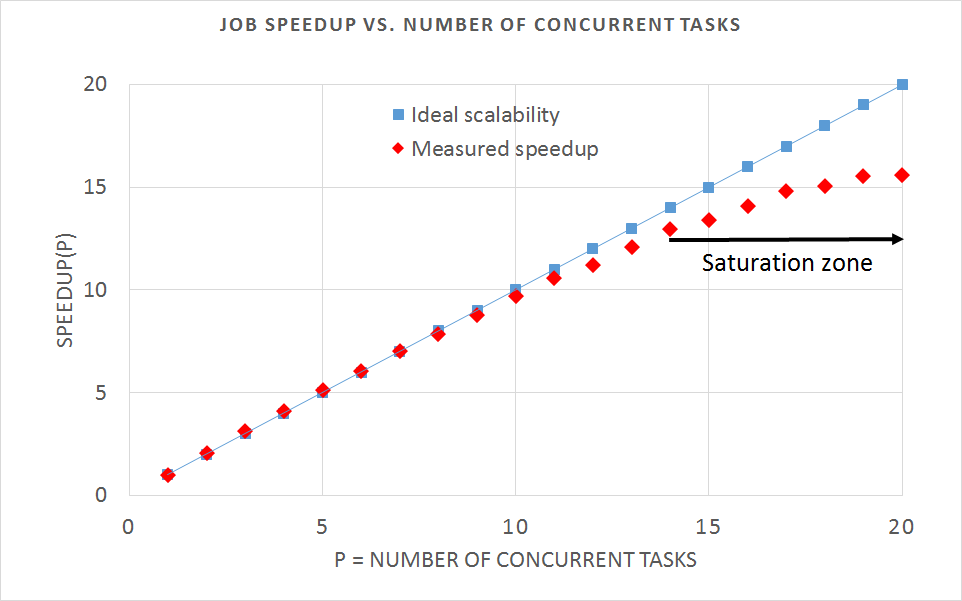 JOB SPEEDUP VS. NUMBER OF CONCURRENT TASKS
20
Ideal scalability
Measured speedup
15
Saturation zone
10
SPEEDUP(P)
5
0
0 5 10 15 20
P = NUMBER OF CONCURRENT TASKS